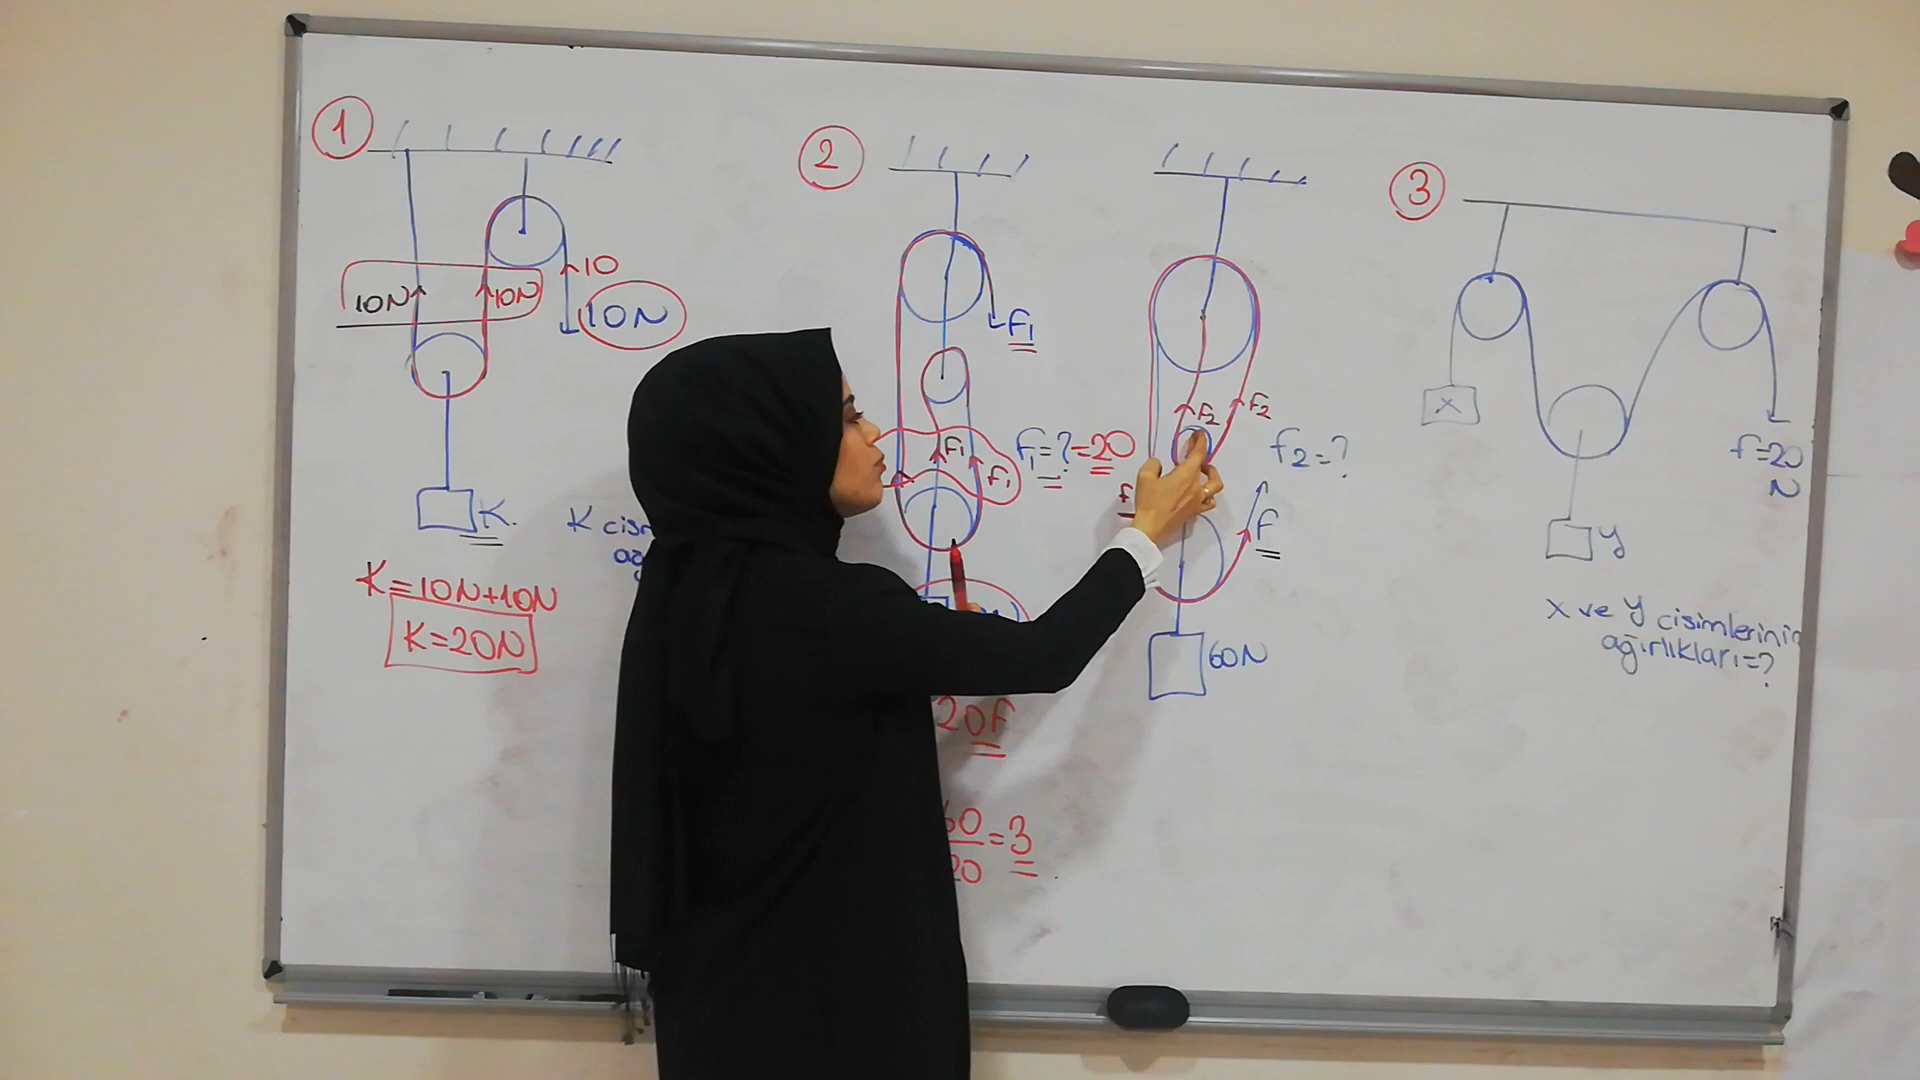 1
10
10N
10N
10N
K
K cis
ağ
K=10N+10N
K=20N
2
F₁
F₁
F₁
F₁=?=20
20F
60
20
=3
F₂
F₂
f₂=?
f
F
60N
3
x
f=20
N
y
x ve y cisimlerinin
ağırlıkları=?